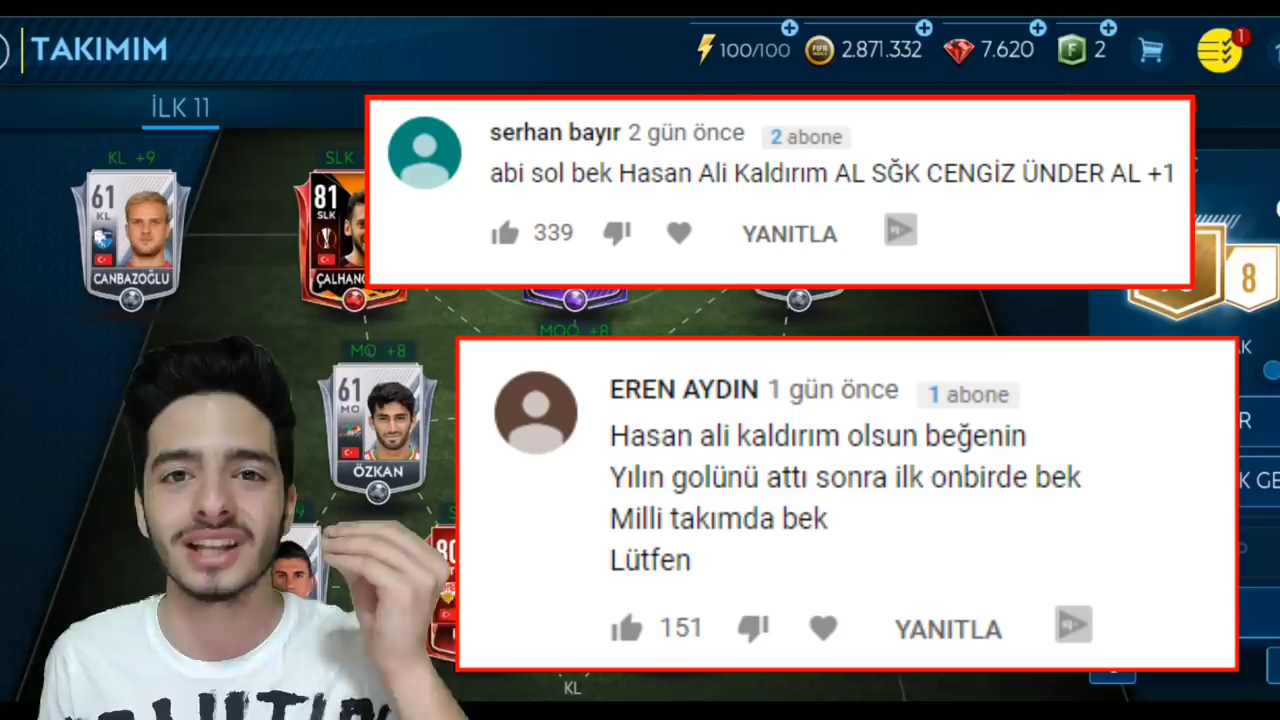 TAKIMIM
100/100
2.871.332
7.620
2
1
İLK 11
KL +9
61
KL
CANBAZOĞLU
SLK
81
SLK
serhan bayır 2 gün önce 2 abone
abi sol bek Hasan Ali Kaldırım AL SĞK CENGİZ ÜNDER AL +1
339
YANITLA
8
MOO +8
MO +8
61
MO
ÖZKAN
EREN AYDIN 1 gün önce 1 abone
Hasan ali kaldırım olsun beğenin
Yılın golünü attı sonra ilk onbirde bek
Milli takımda bek
Lütfen
151
YANITLA
80
KL